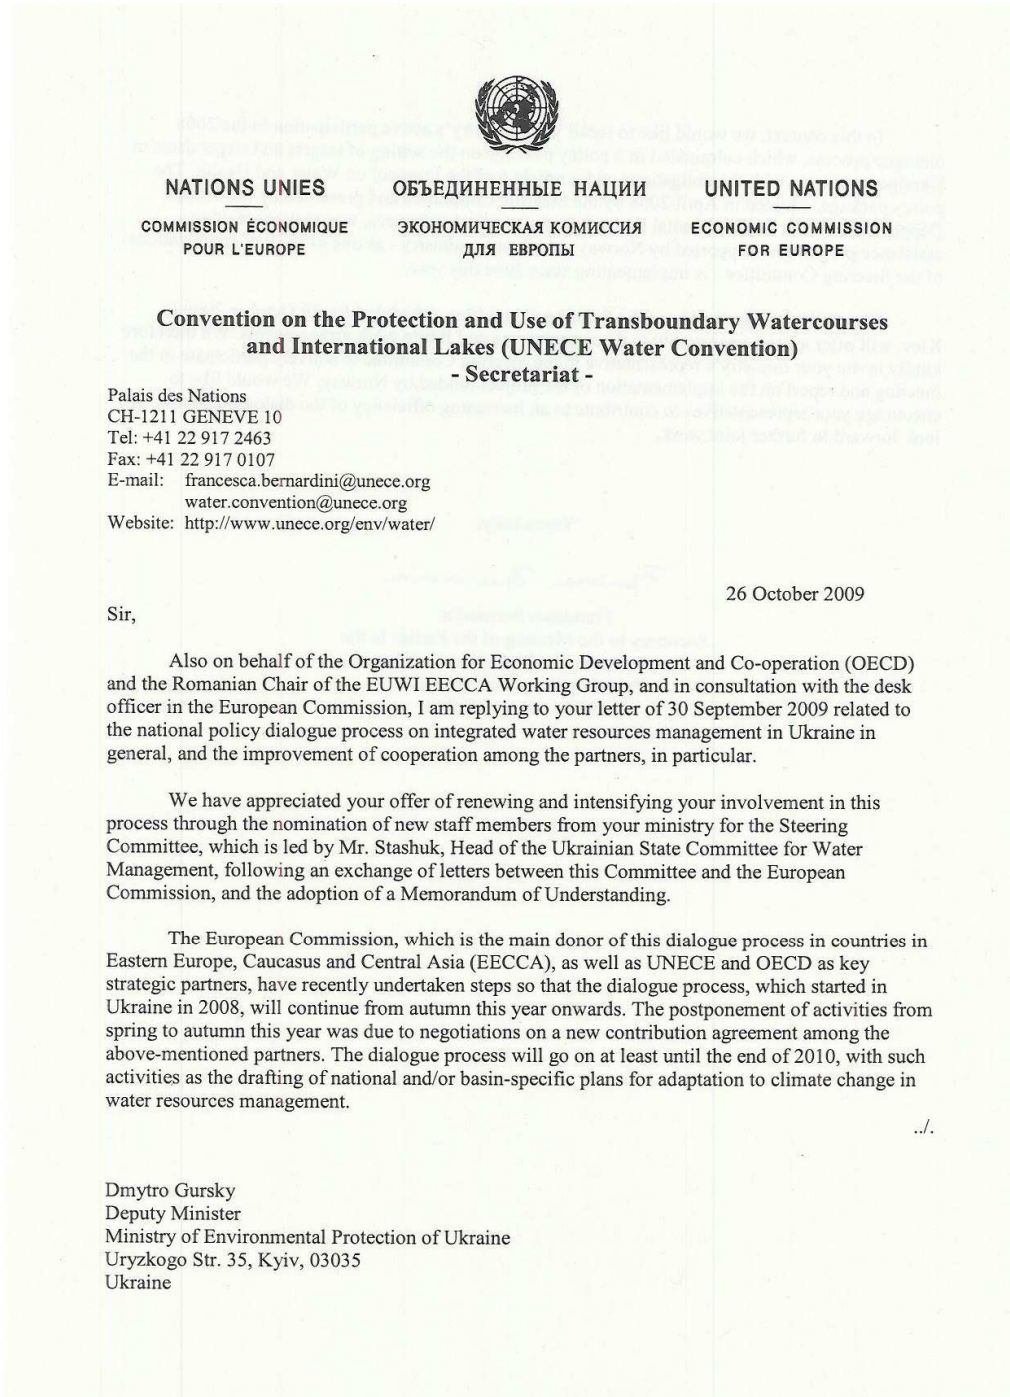 NATIONS UNIES ОБЪЕДИНЕННЫЕ НАЦИИ UNITED NATIONS
COMMISSION ÉCONOMIQUE ЭКОНОМИЧЕСКАЯ КОМИССИЯ ECONOMIC COMMISSION
POUR L'EUROPE ДЛЯ ЕВРОПЫ FOR EUROPE
Convention on the Protection and Use of Transboundary Watercourses
and International Lakes (UNECE Water Convention)
- Secretariat -
Palais des Nations
CH-1211 GENEVE 10
Tel: +41 22 917 2463
Fax: +41 22 917 0107
E-mail: francesca.bernardini@unece.org
water.convention@unece.org
Website: http://www.unece.org/env/water/
26 October 2009
Sir,
Also on behalf of the Organization for Economic Development and Co-operation (OECD)
and the Romanian Chair of the EUWI EECCA Working Group, and in consultation with the desk
officer in the European Commission, I am replying to your letter of 30 September 2009 related to
the national policy dialogue process on integrated water resources management in Ukraine in
general, and the improvement of cooperation among the partners, in particular.
We have appreciated your offer of renewing and intensifying your involvement in this
process through the nomination of new staff members from your ministry for the Steering
Committee, which is led by Mr. Stashuk, Head of the Ukrainian State Committee for Water
Management, following an exchange of letters between this Committee and the European
Commission, and the adoption of a Memorandum of Understanding.
The European Commission, which is the main donor of this dialogue process in countries in
Eastern Europe, Caucasus and Central Asia (EECCA), as well as UNECE and OECD as key
strategic partners, have recently undertaken steps so that the dialogue process, which started in
Ukraine in 2008, will continue from autumn this year onwards. The postponement of activities from
spring to autumn this year was due to negotiations on a new contribution agreement among the
above-mentioned partners. The dialogue process will go on at least until the end of 2010, with such
activities as the drafting of national and/or basin-specific plans for adaptation to climate change in
water resources management.
../.
Dmytro Gursky
Deputy Minister
Ministry of Environmental Protection of Ukraine
Uryzkogo Str. 35, Kyiv, 03035
Ukraine